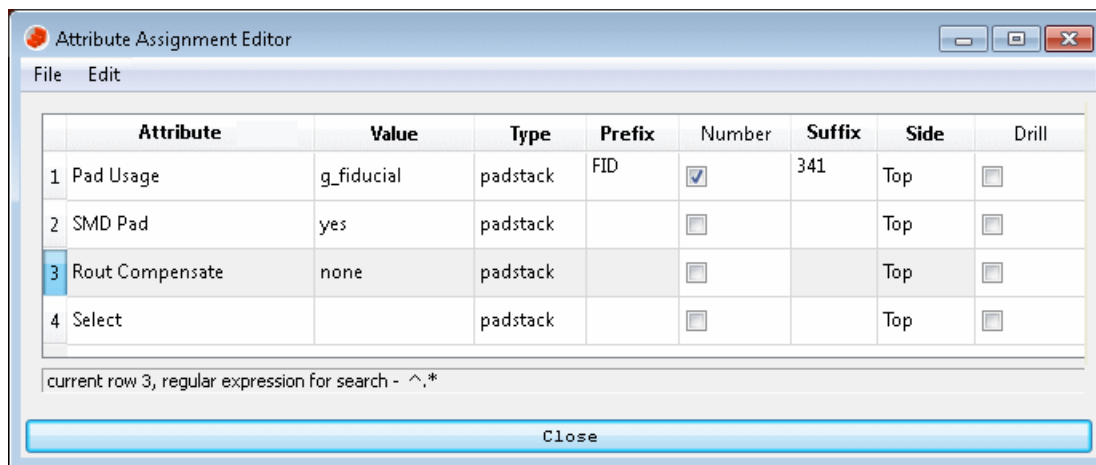 Attribute Assignment Editor
File Edit
Attribute Value Type Prefix Number Suffix Side Drill
1 Pad Usage g_fiducial padstack FID 341 Top
2 SMD Pad yes padstack Top
3 Rout Compensate none padstack Top
4 Select padstack Top
current row 3, regular expression for search - ^.*
Close